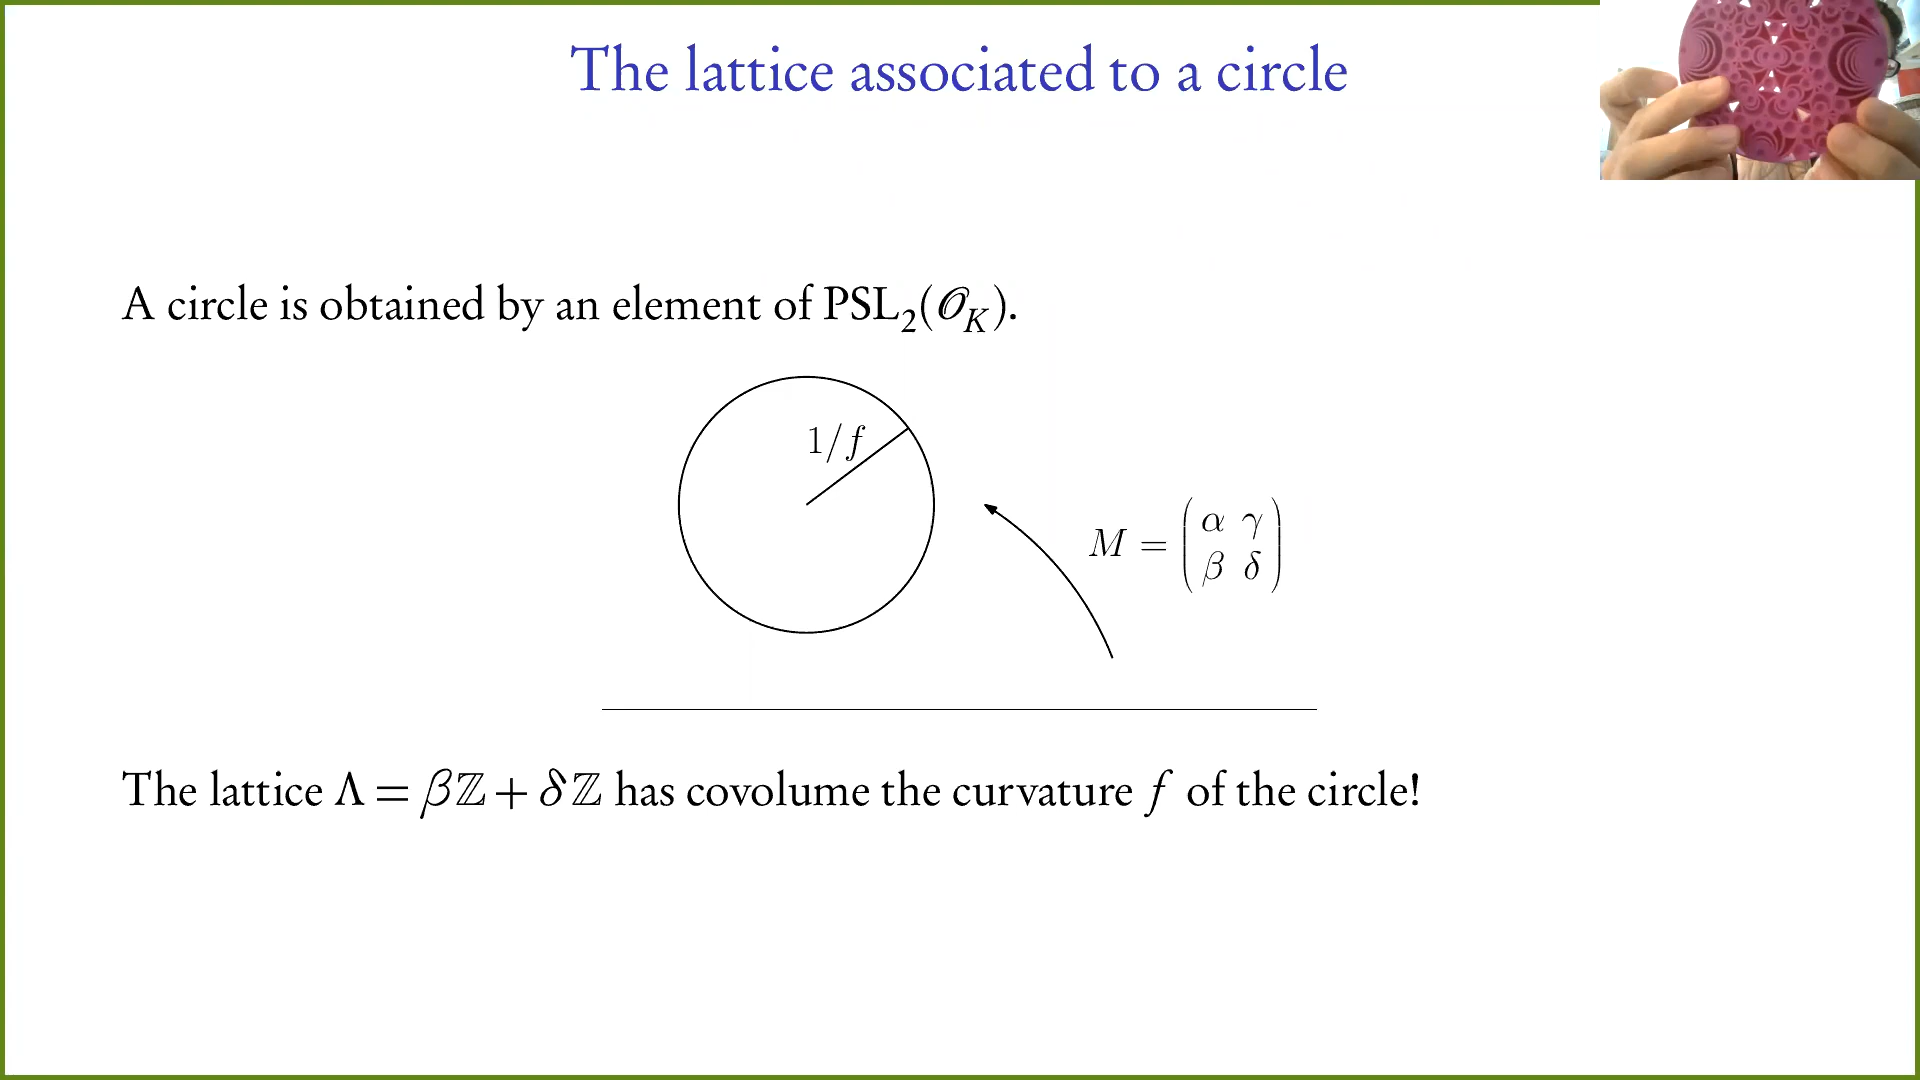 The lattice associated to a circle
A circle is obtained by an element of PSL₂(𝒪_K).
1/f
M = (α γ
β δ)
The lattice Λ = βℤ + δℤ has covolume the curvature f of the circle!